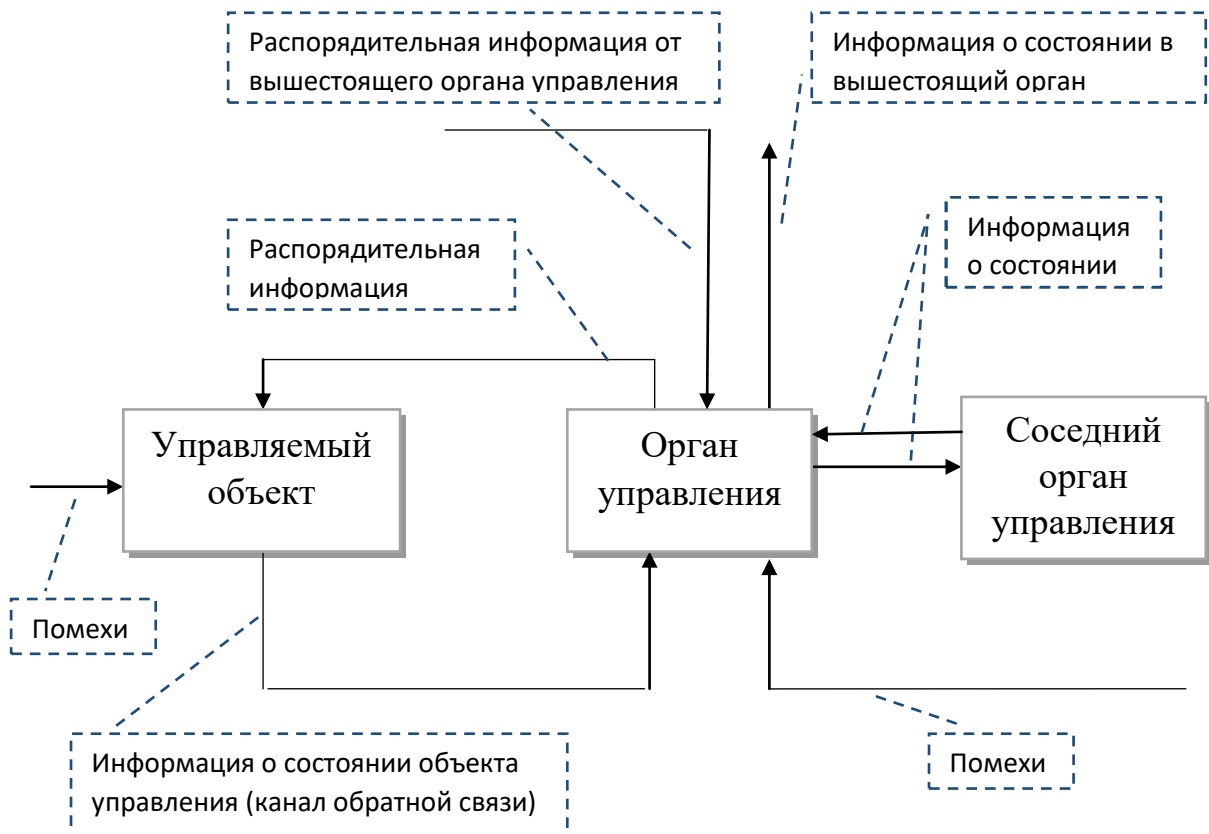 Распорядительная информация от
вышестоящего органа управления
Информация о состоянии в
вышестоящий орган
Распорядительная
информация
Информация
о состоянии
Управляемый
объект
Орган
управления
Соседний
орган
управления
Помехи
Информация о состоянии объекта
управления (канал обратной связи)
Помехи